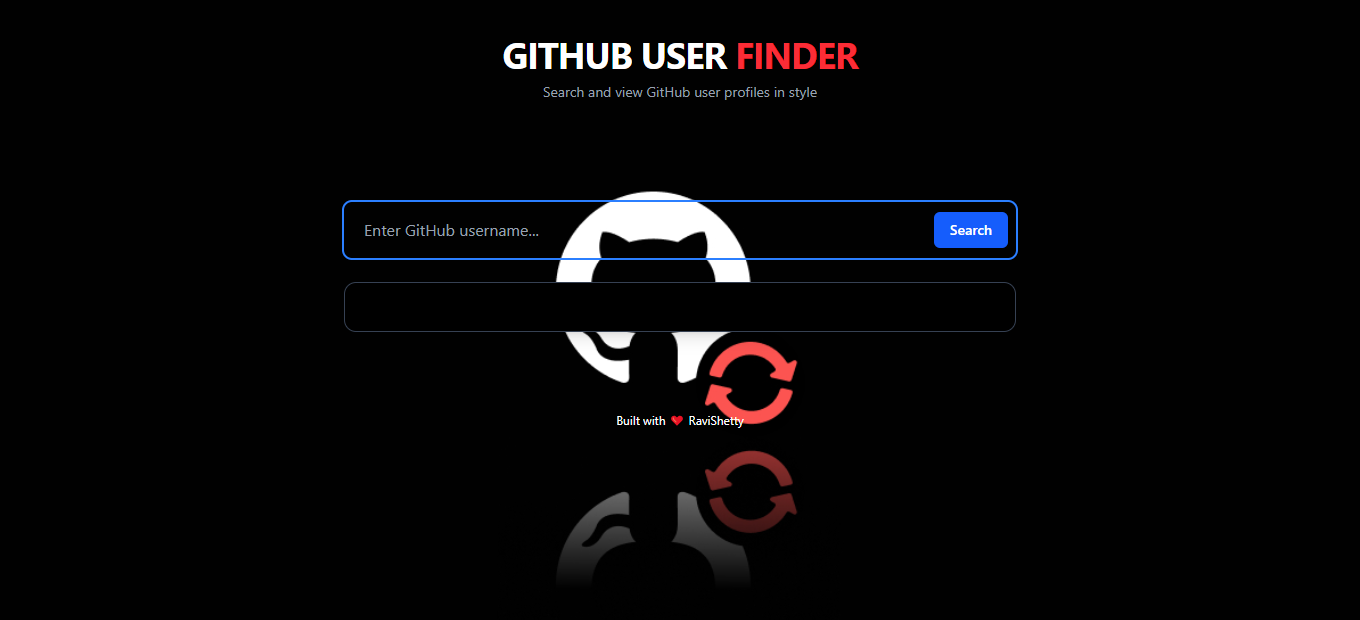 GITHUB USER FINDER
Search and view GitHub user profiles in style
Enter GitHub username...
Search
Built with ❤ RaviShetty